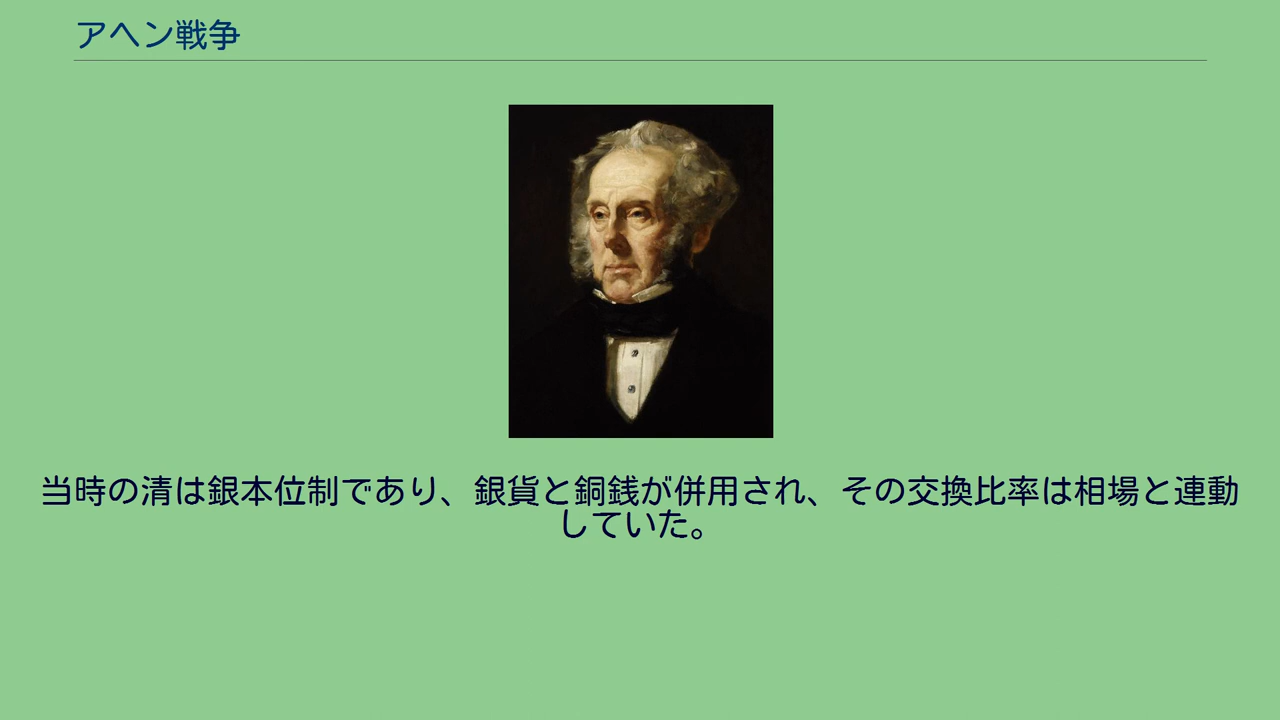 アヘン戦争
当時の清は銀本位制であり、銀貨と銅銭が併用され、その交換比率は相場と連動
していた。